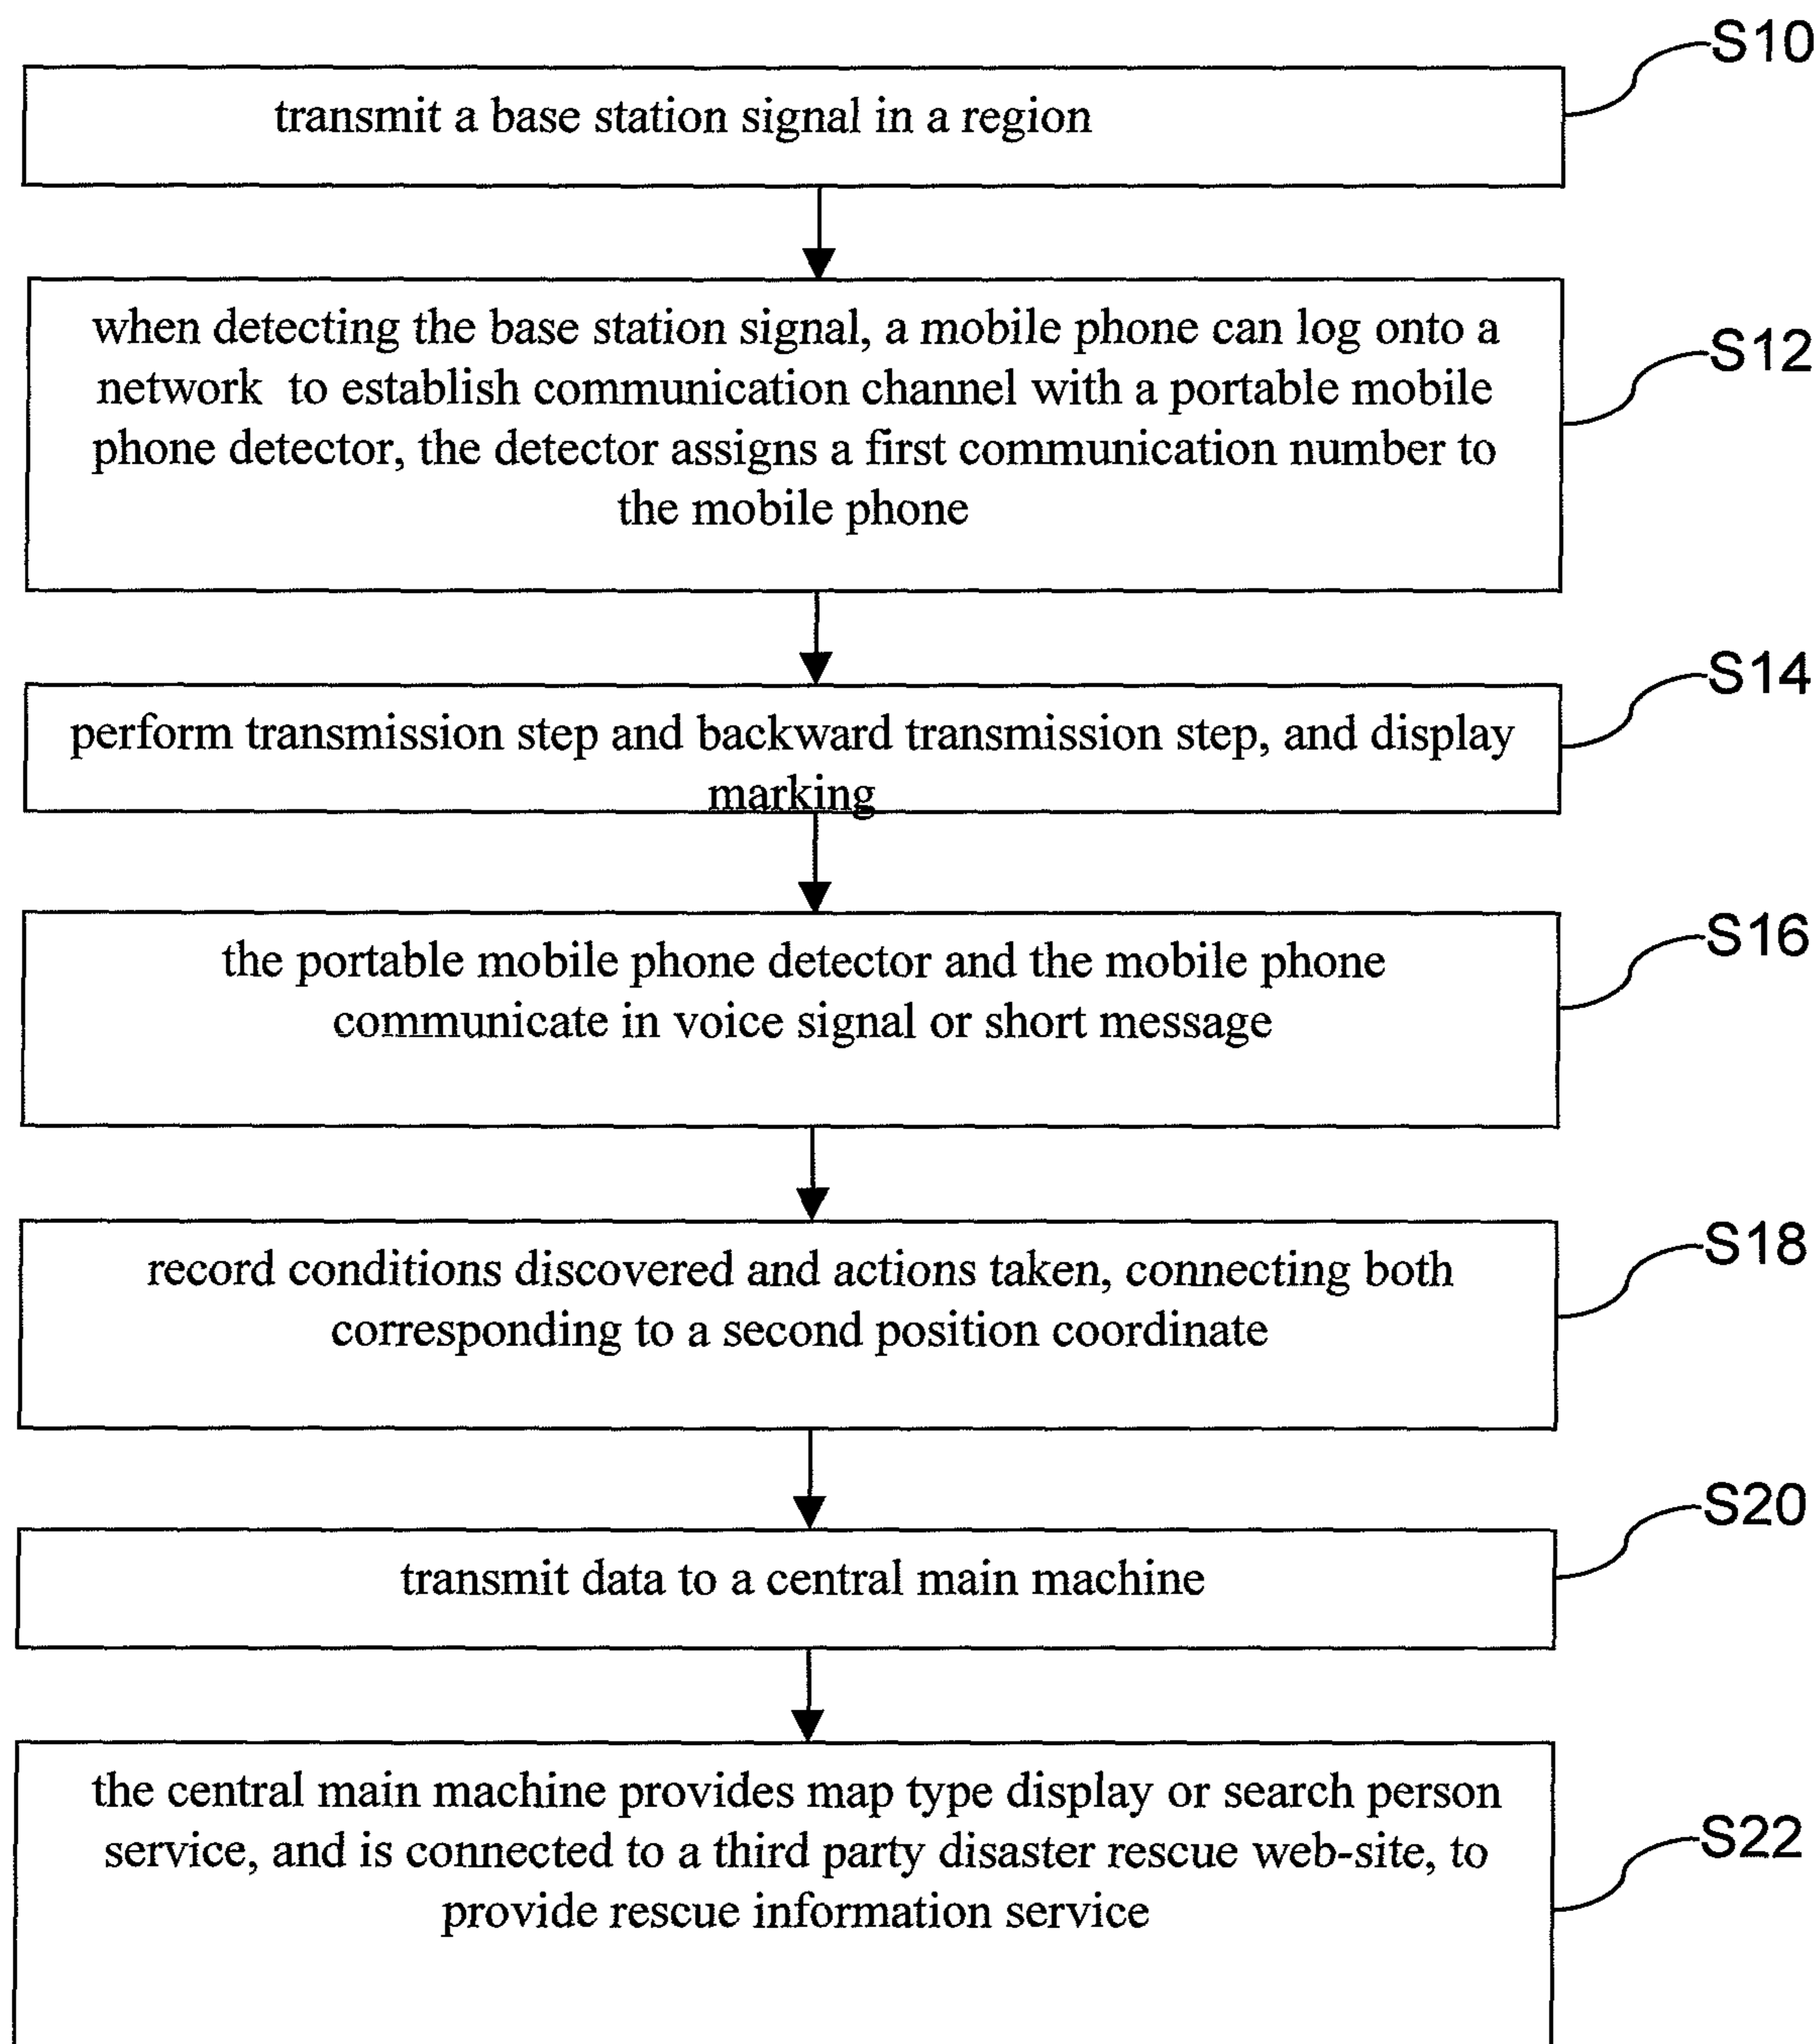 S10
transmit a base station signal in a region
when detecting the base station signal, a mobile phone can log onto a
S12
network to establish communication channel with a portable mobile
phone detector, the detector assigns a first communication number to
the mobile phone
S14
perform transmission step and backward transmission step, and display
marking
S16
the portable mobile phone detector and the mobile phone
communicate in voice signal or short message
S18
record conditions discovered and actions taken, connecting both
corresponding to a second position coordinate
S20
transmit data to a central main machine
the central main machine provides map type display or search person
S22
service, and is connected to a third party disaster rescue web-site, to
provide rescue information service